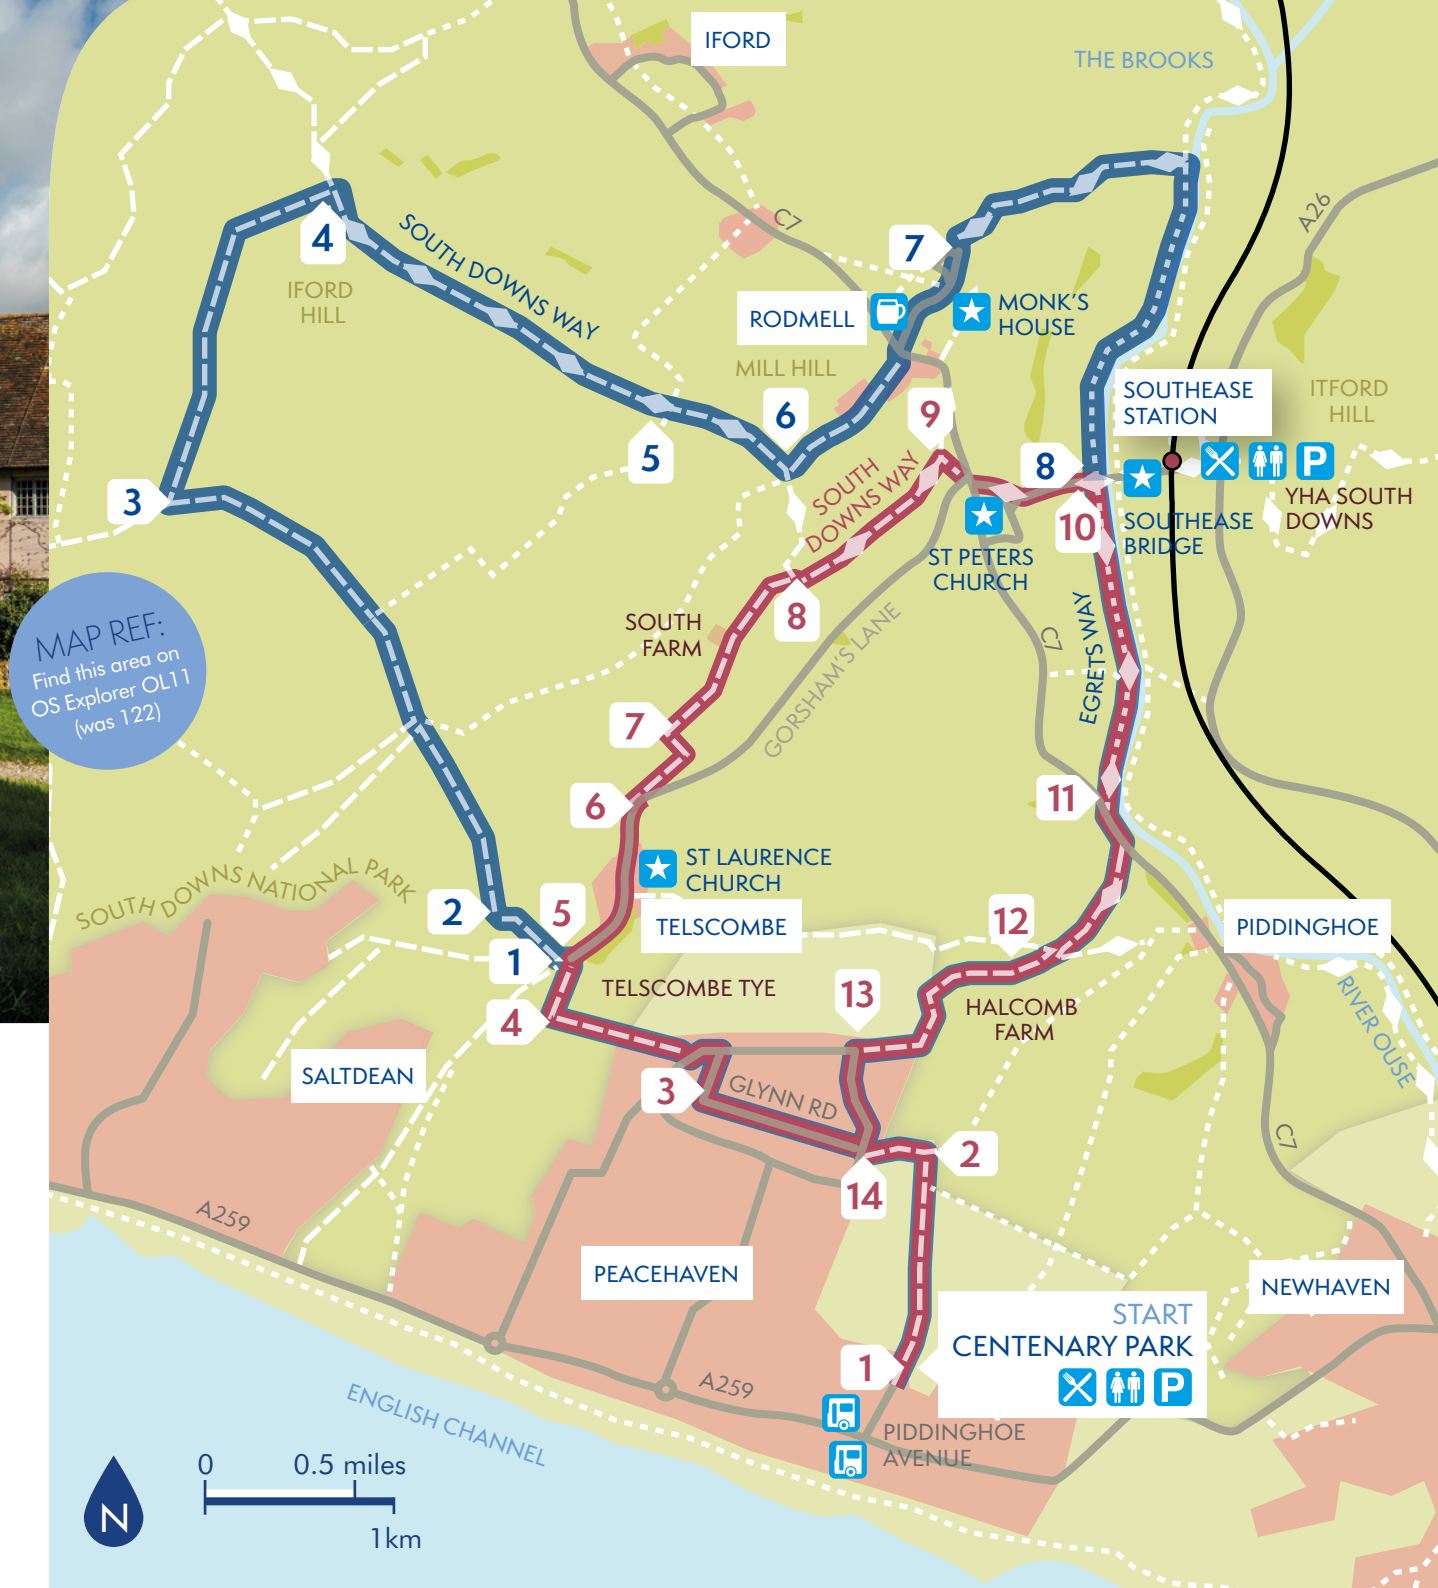 IFORD
THE BROOKS
C7
A26
7
4
SOUTH DOWNS WAY
IFORD
HILL
RODMELL
MONK'S
HOUSE
MILL HILL
SOUTHEASE
STATION
ITFORD
HILL
6
9
5
8
3
SOUTH
DOWNS WAY
P
YHA SOUTH
DOWNS
10
SOUTHEASE
BRIDGE
ST PETERS
CHURCH
MAP REF:
Find this area on
OS Explorer OL11
(was 122)
SOUTH
FARM
8
GORSHAM'S LANE
C7
EGRETS WAY
7
6
11
ST LAURENCE
CHURCH
SOUTH DOWNS NATIONAL PARK
2
5
TELSCOMBE
12
PIDDINGHOE
1
4
TELSCOMBE TYE
13
HALCOMB
FARM
RIVER OUSE
SALTDEAN
3
GLYNN RD
2
C7
14
A259
PEACEHAVEN
NEWHAVEN
START
CENTENARY PARK
P
1
A259
PIDDINGHOE
AVENUE
ENGLISH CHANNEL
N
0
0.5 miles
1km